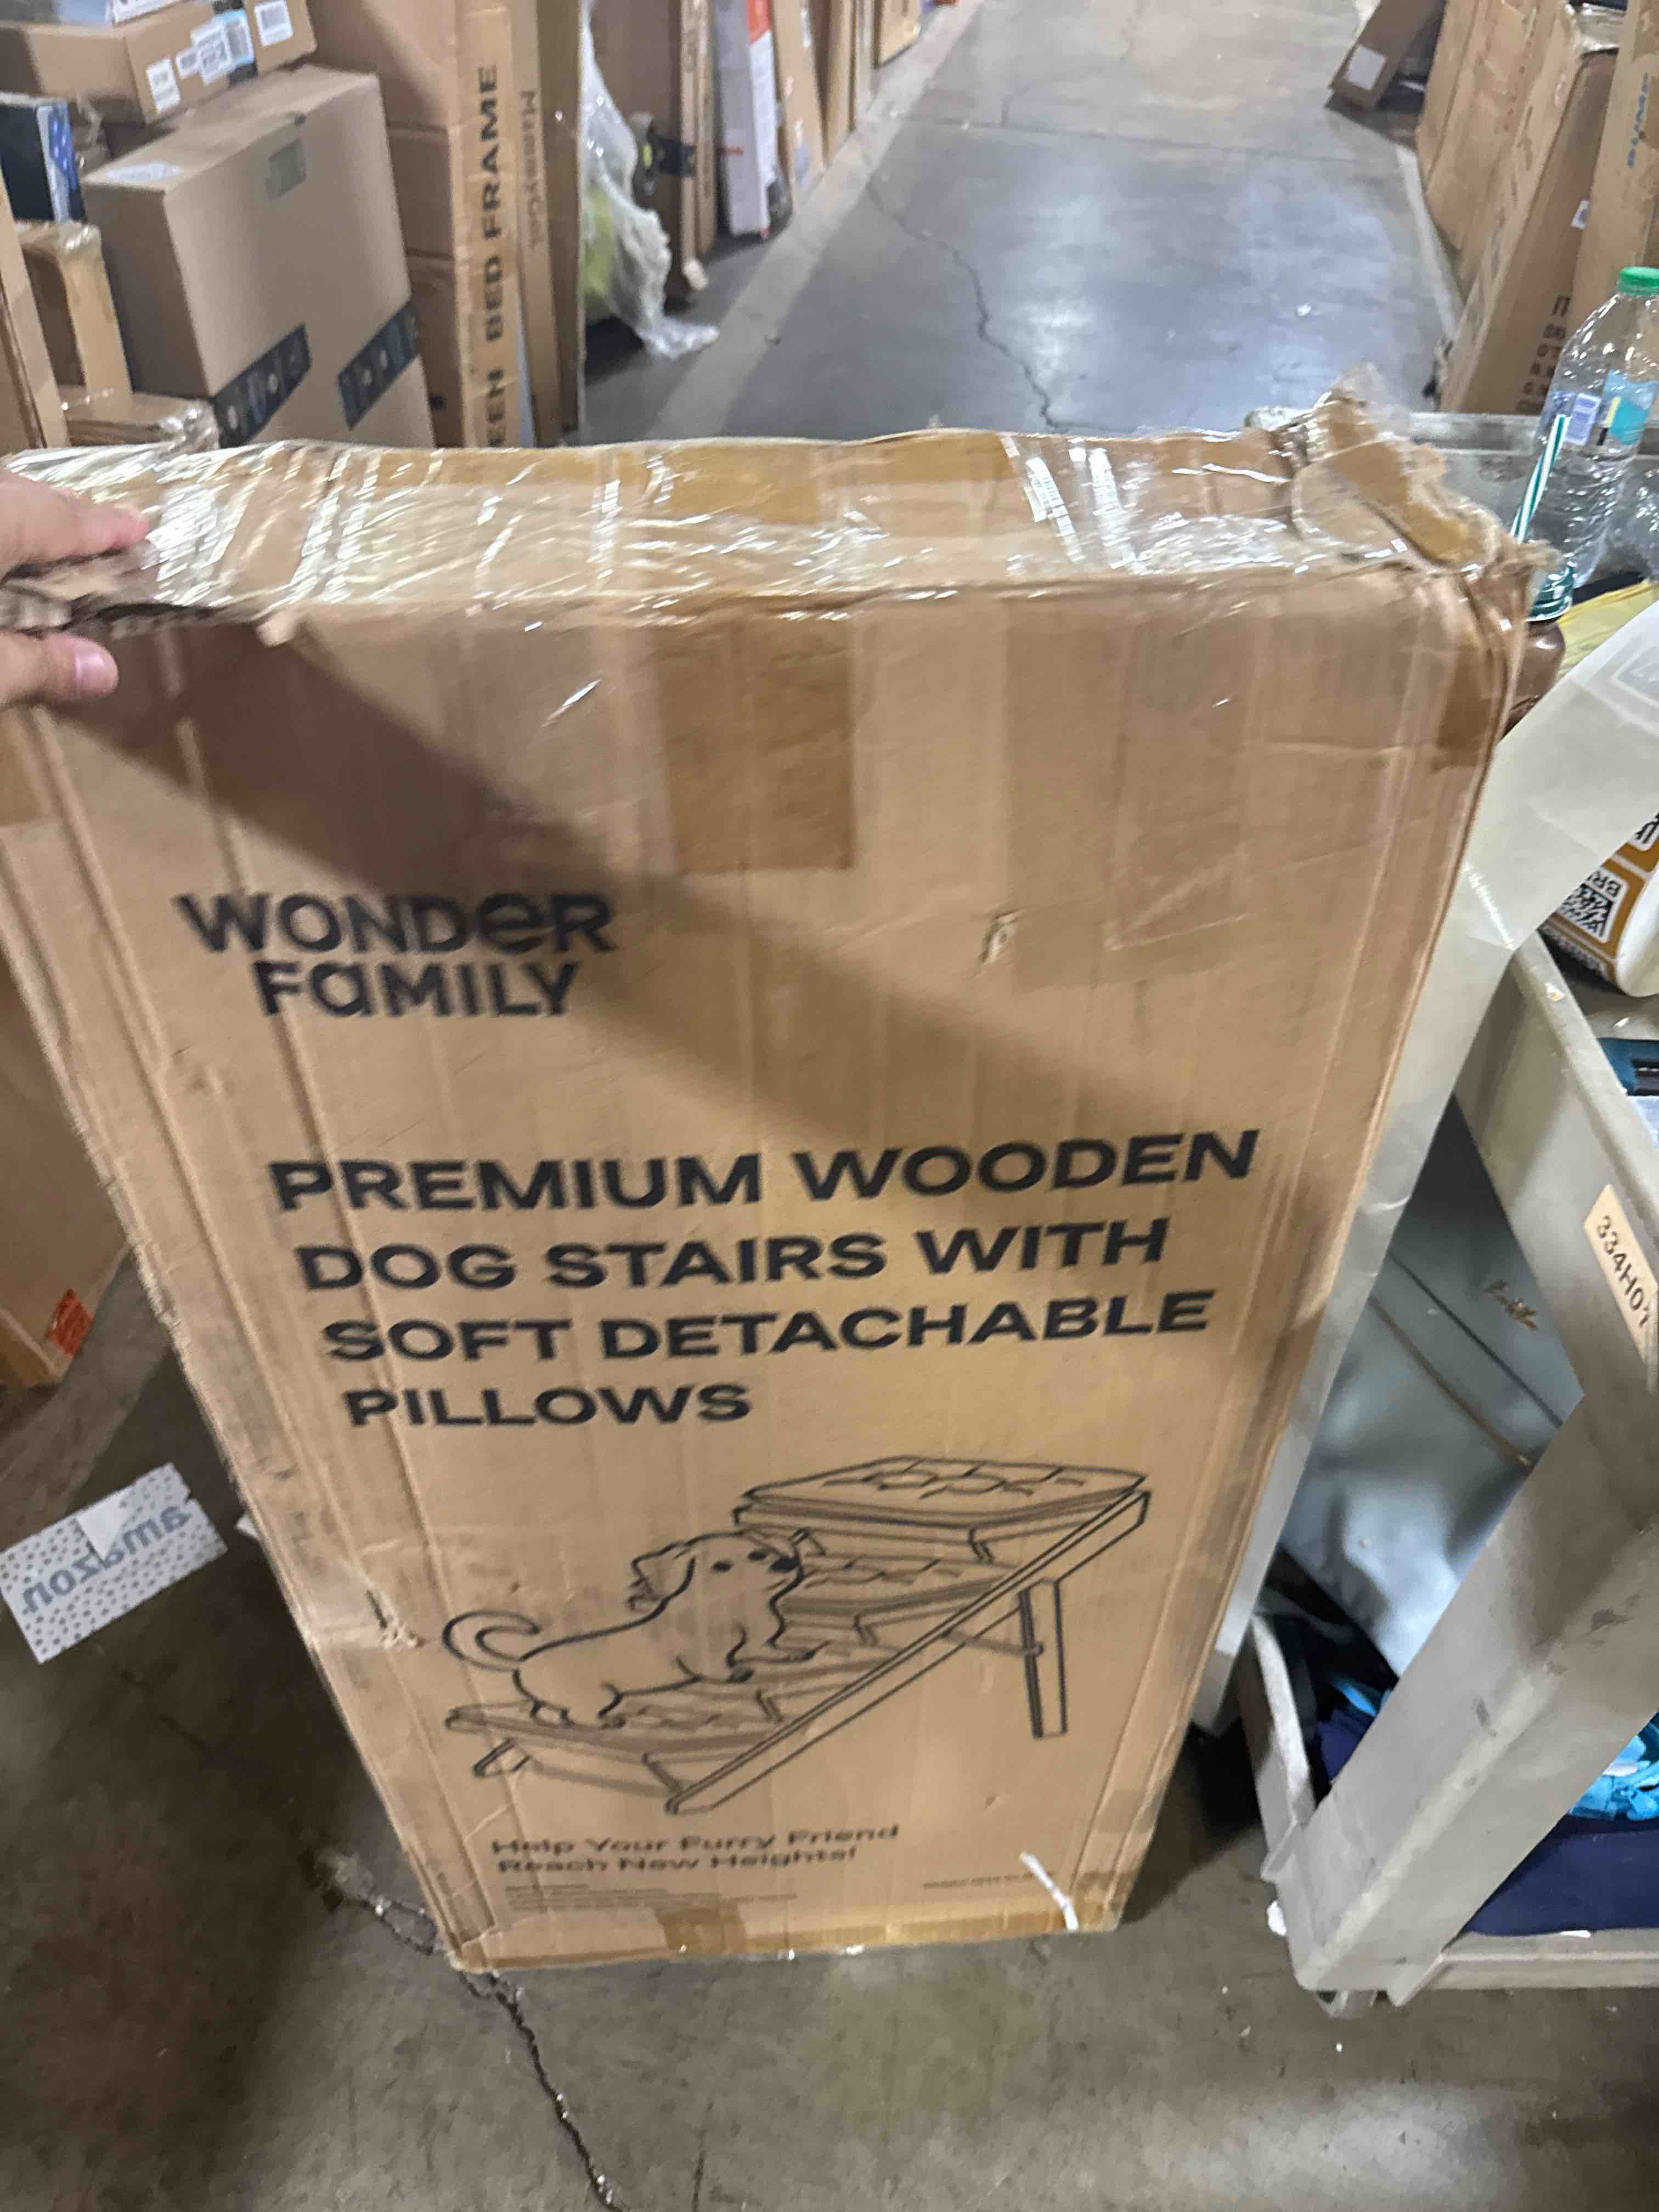 BED FRAME
WONDER
FAMILY
PREMIUM WOODEN
DOG STAIRS WITH
SOFT DETACHABLE
PILLOWS
Help Your Furry Friend
Reach New Heights!
amazon
334H0